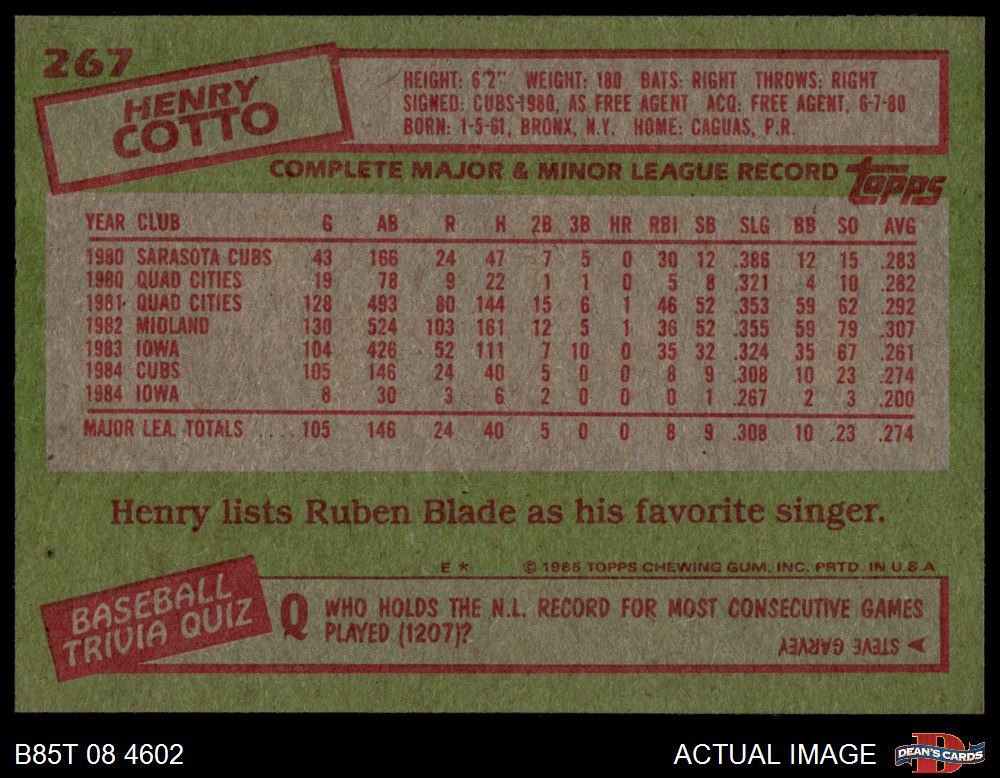 267
HENRY
COTTO
HEIGHT: 6'2" WEIGHT: 180 BATS: RIGHT THROWS: RIGHT
SIGNED: CUBS-1980, AS FREE AGENT ACQ: FREE AGENT, 6-7-80
BORN: 1-5-61, BRONX, N.Y. HOME: CAGUAS, P.R.
COMPLETE MAJOR & MINOR LEAGUE RECORD topps
YEAR CLUB G AB R H 2B 3B HR RBI SB SLG BB SO AVG
1980 SARASOTA CUBS 43 166 24 47 7 5 0 30 12 .386 12 15 .283
1980 QUAD CITIES 19 78 9 22 1 1 0 5 8 .321 4 10 .282
1981 QUAD CITIES 128 493 80 144 15 6 1 46 52 .353 59 62 .292
1982 MIDLAND 130 524 103 161 12 5 1 36 52 .355 59 79 .307
1983 IOWA 104 426 52 111 7 10 0 35 32 .324 35 67 .261
1984 CUBS 105 146 24 40 5 0 0 8 9 .308 10 23 .274
1984 IOWA 8 30 3 6 2 0 0 0 1 .267 2 3 .200
MAJOR LEA. TOTALS .... 105 146 24 40 5 0 0 8 9 .308 10 23 .274
Henry lists Ruben Blade as his favorite singer.
E * © 1985 TOPPS CHEWING GUM, INC. PRTD. IN U.S.A
BASEBALL
TRIVIA QUIZ
Q WHO HOLDS THE N.L. RECORD FOR MOST CONSECUTIVE GAMES
PLAYED (1207)?
STEVE GARVEY
B85T 08 4602
ACTUAL IMAGE
D
DEAN'S CARDS